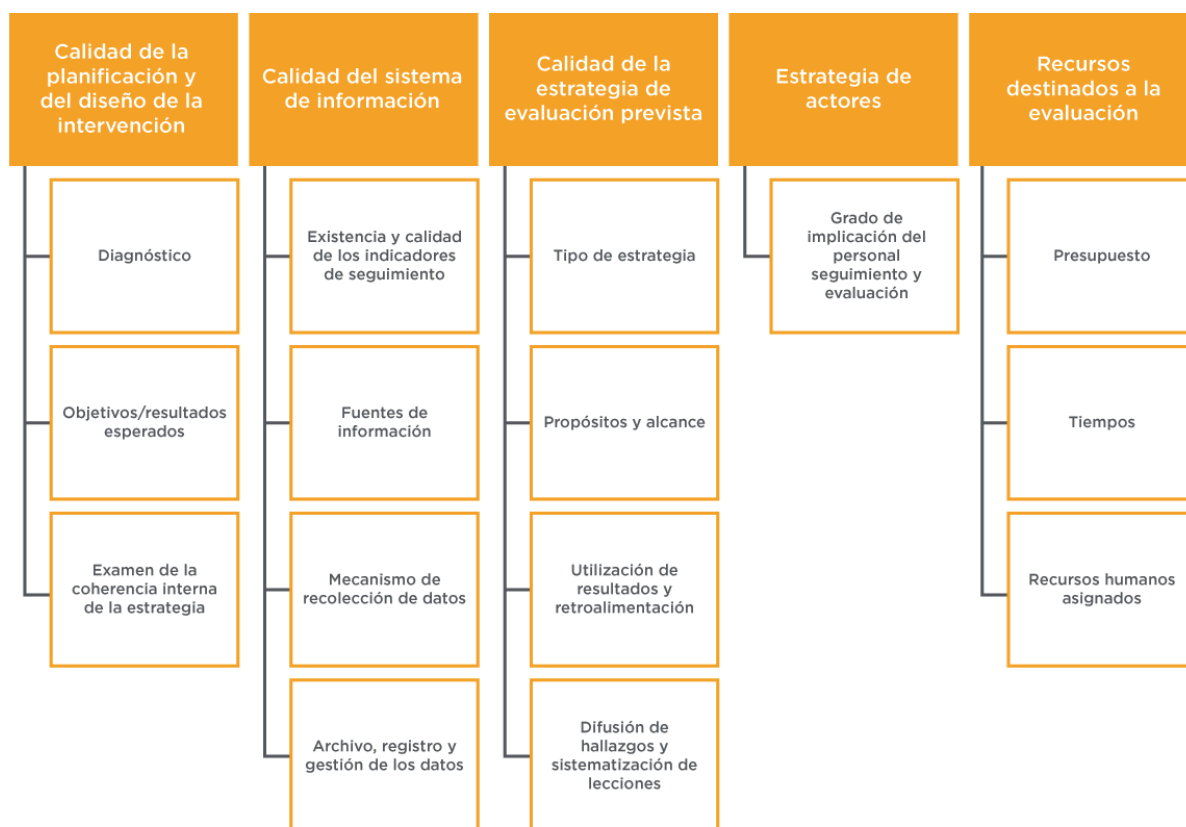 Calidad de la
planificación y
del diseño de la
intervención
Diagnóstico
Objetivos/resultados
esperados
Examen de la
coherencia interna
de la estrategia
Calidad del sistema
de información
Existencia y calidad
de los indicadores
de seguimiento
Fuentes de
información
Mecanismo de
recolección de datos
Archivo, registro y
gestión de los datos
Calidad de la
estrategia de
evaluación prevista
Tipo de estrategia
Propósitos y alcance
Utilización de
resultados y
retroalimentación
Difusión de
hallazgos y
sistematización de
lecciones
Estrategia de
actores
Grado de
implicación del
personal
seguimiento y
evaluación
Recursos
destinados a la
evaluación
Presupuesto
Tiempos
Recursos humanos
asignados